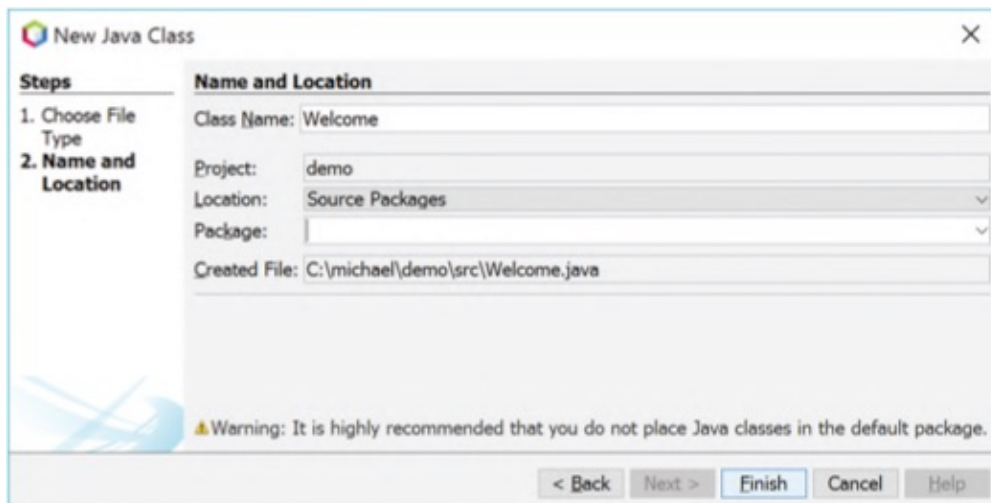 New Java Class
Steps
1. Choose File
Type
2. Name and
Location
Name and Location
Class Name: Welcome
Project: demo
Location: Source Packages
Package:
Created File: C:\michael\demo\src\Welcome.java
Warning: It is highly recommended that you do not place Java classes in the default package.
< Back Next > Finish Cancel Help